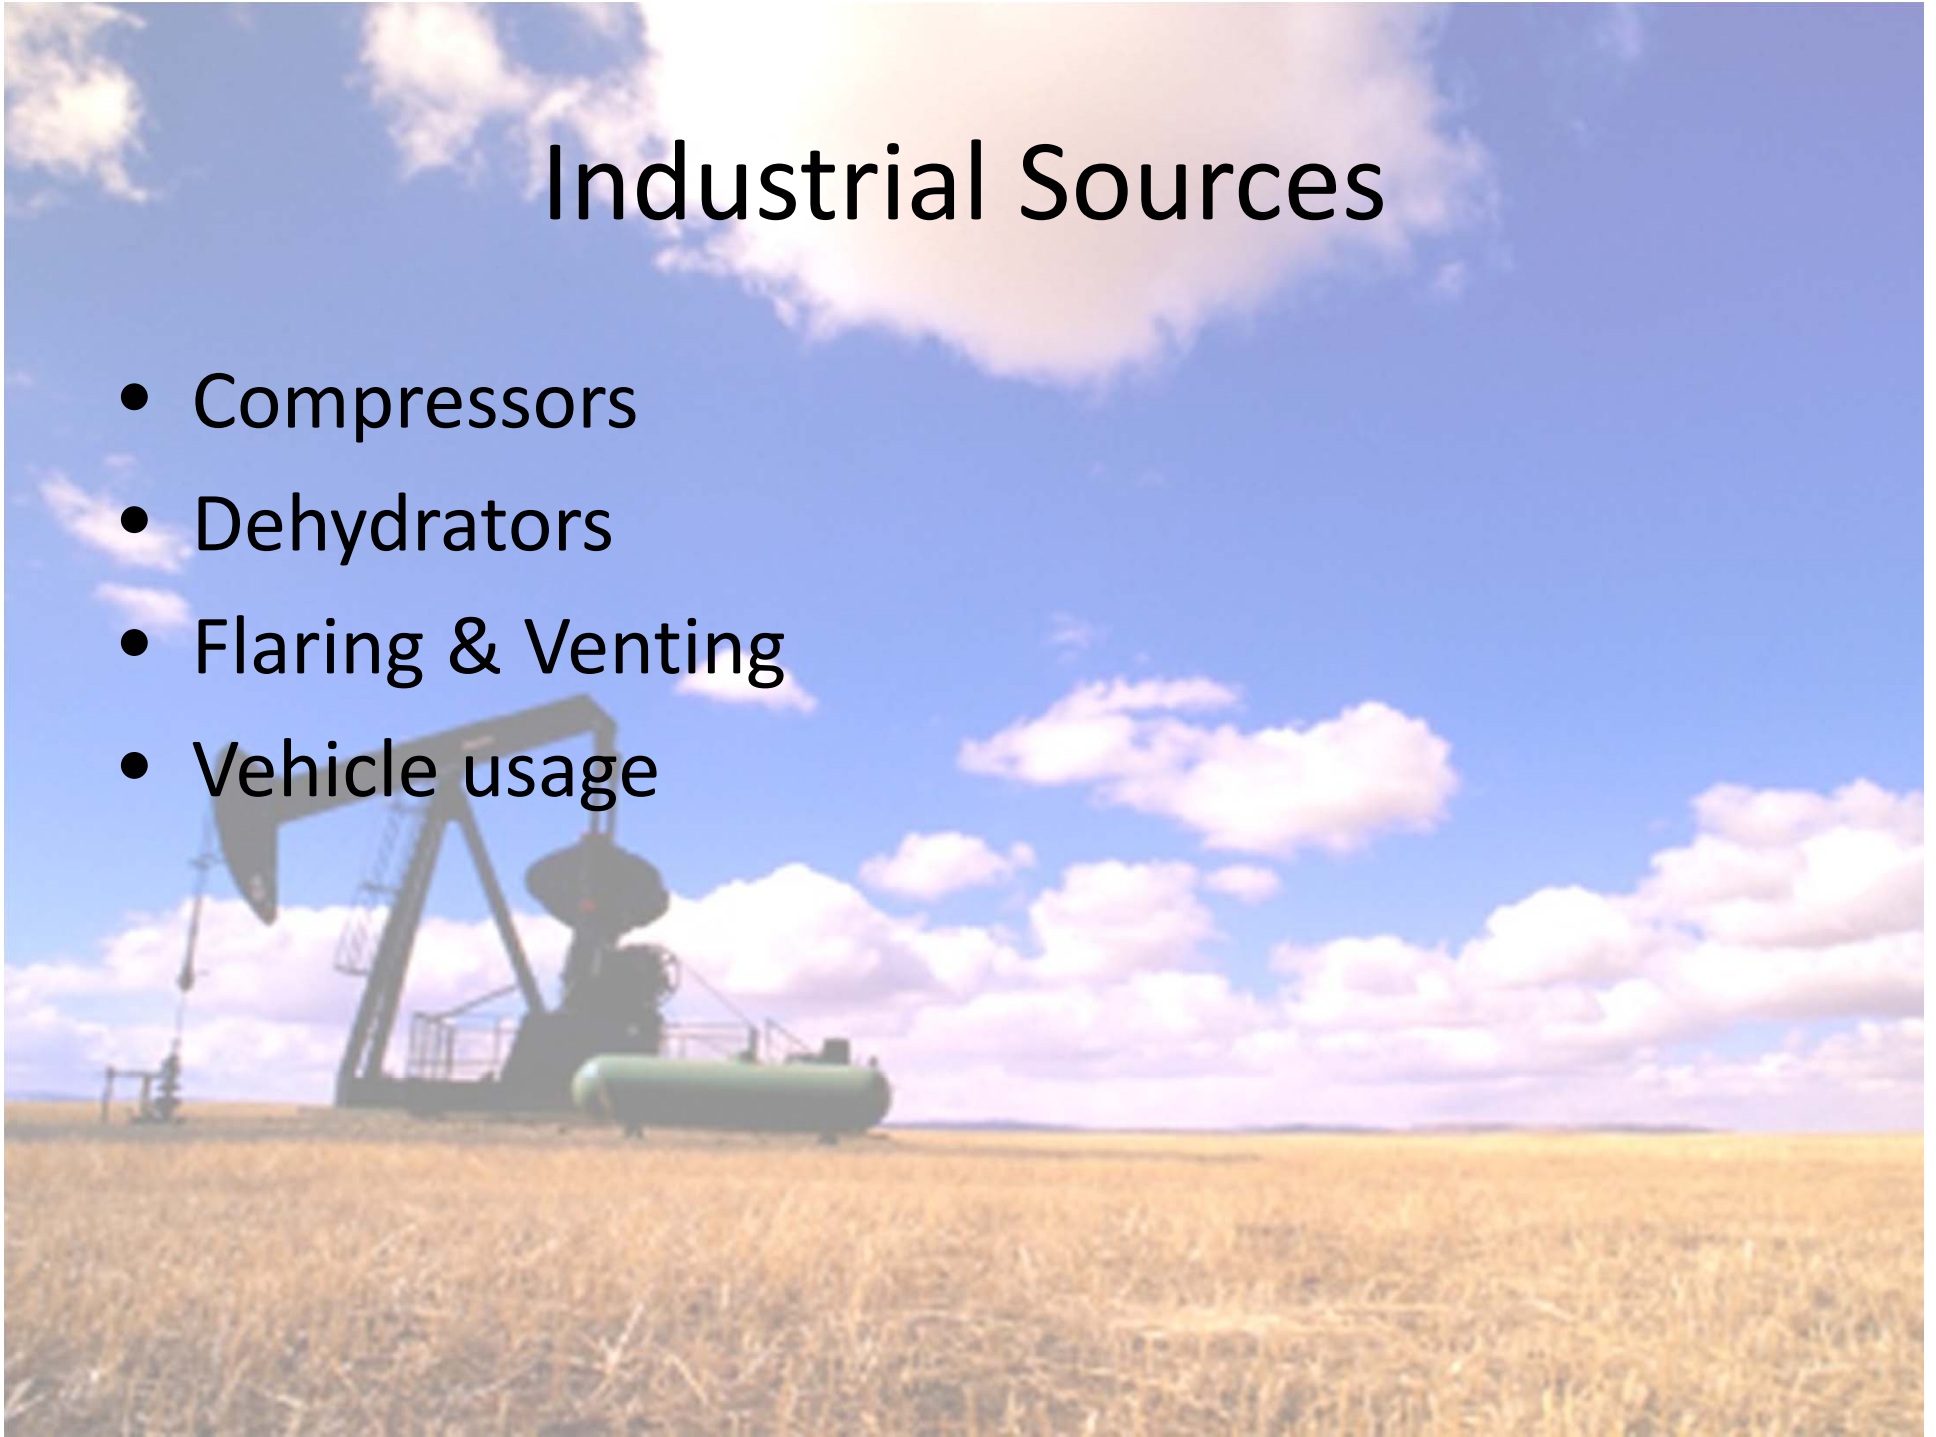 Industrial Sources
• Compressors
• Dehydrators
• Flaring & Venting
• Vehicle usage